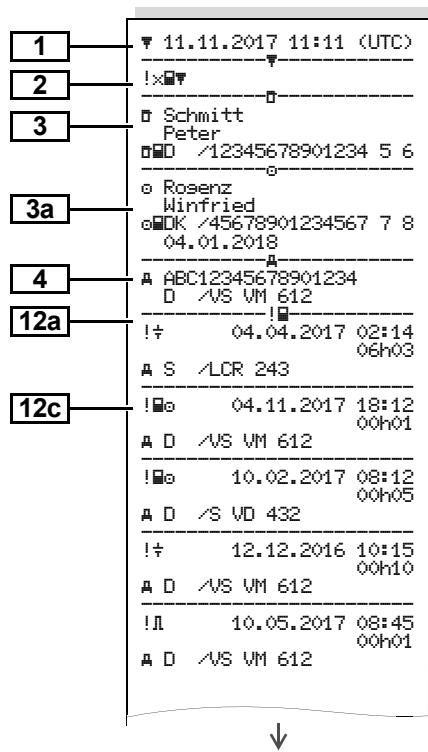 1 ▼ 11.11.2017 11:11 (UTC)
2 !x▼
3 Schmitt
Peter
D /12345678901234 5 6
3a o Rosenz
Winfried
DK /45678901234567 7 8
04.01.2018
4 A ABC12345678901234
D /VS VM 612
12a !÷ 04.04.2017 02:14
06h03
A S /LCR 243
12c ! 04.11.2017 18:12
00h01
A D /VS VM 612
! 10.02.2017 08:12
00h05
A D /S VD 432
!÷ 12.12.2016 10:15
00h10
A D /VS VM 612
! 10.05.2017 08:45
00h01
A D /VS VM 612